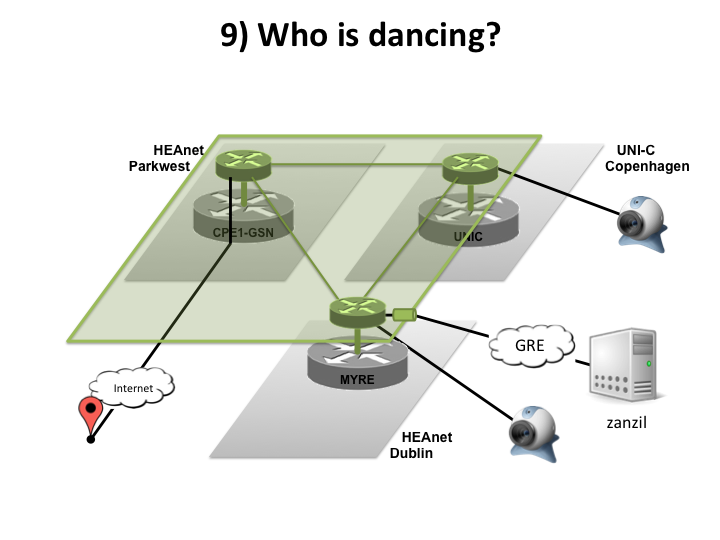 9) Who is dancing?
HEAnet
Parkwest
UNI-C
Copenhagen
CPE1-GSN
UNIC
GRE
MYRE
Internet
zanzil
HEAnet
Dublin